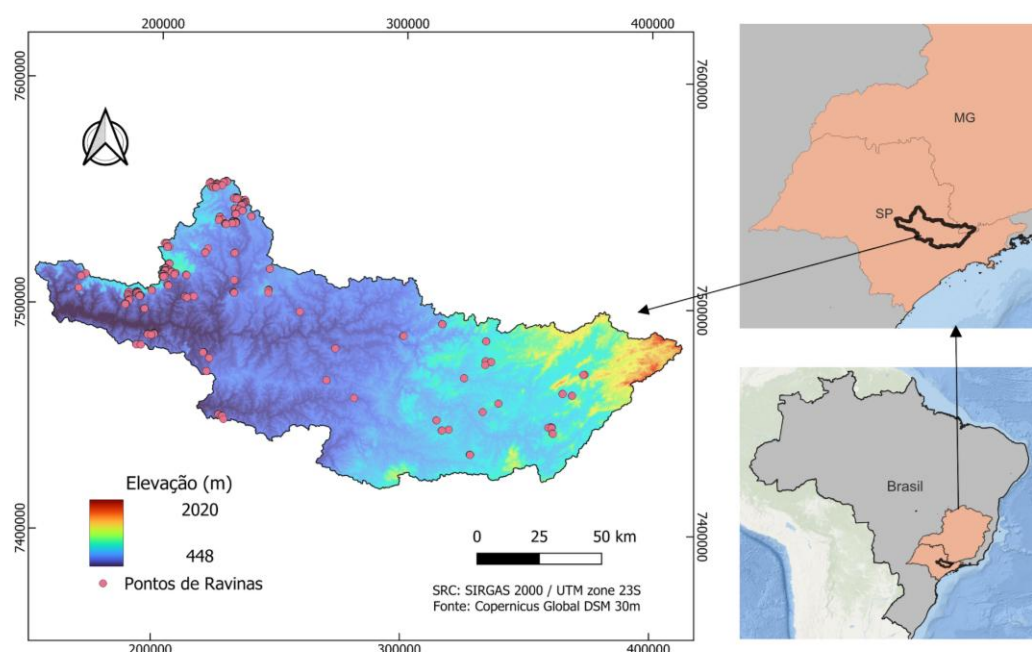 200000
300000
400000
7600000
7600000
7500000
7500000
7400000
7400000
Elevação (m)
2020
448
Pontos de Ravinas
0 25 50 km
SRC: SIRGAS 2000 / UTM zone 23S
Fonte: Copernicus Global DSM 30m
200000
300000
400000
MG
SP
Brasil